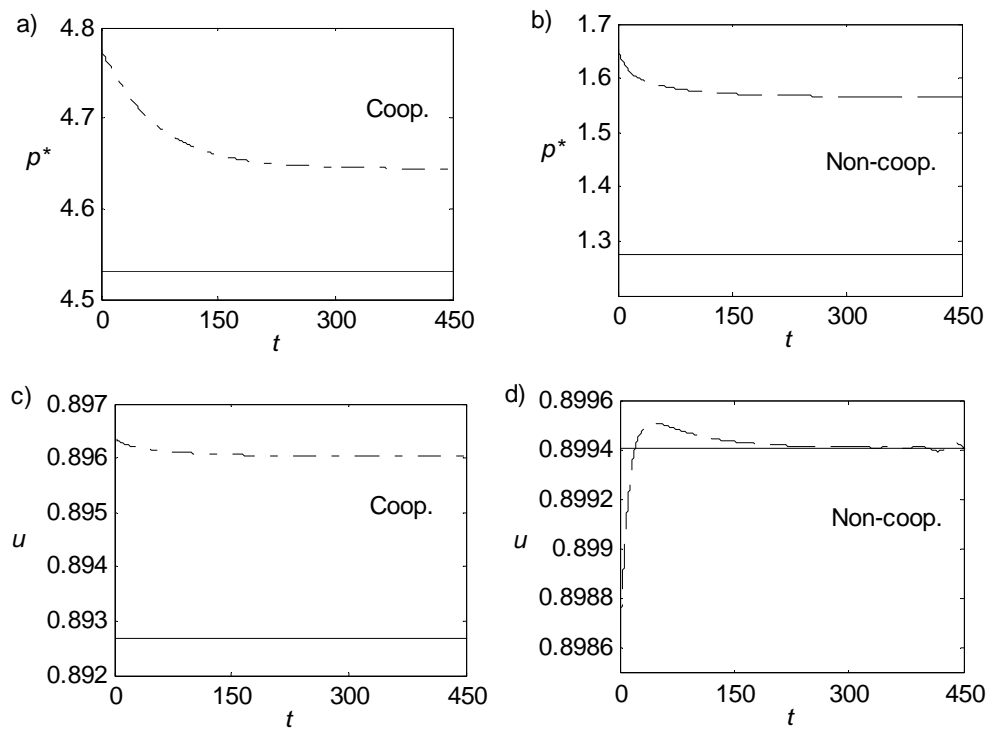 a)
4.8
4.7
4.6
4.5
p*
Coop.
0
150
300
450
t
b)
1.7
1.6
1.5
1.4
1.3
p*
Non-coop.
0
150
300
450
t
c)
0.897
0.896
0.895
0.894
0.893
0.892
u
Coop.
0
150
300
450
t
d)
0.8996
0.8994
0.8992
0.899
0.8988
0.8986
u
Non-coop.
0
150
300
450
t